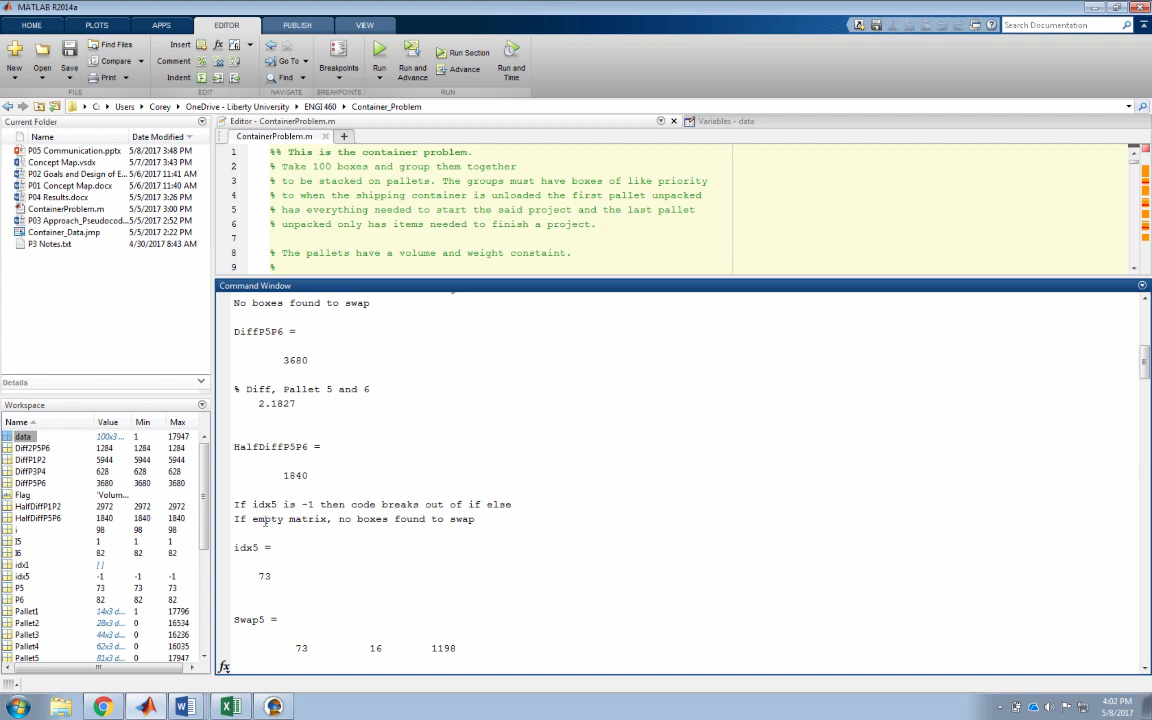 MATLAB R2014a
HOME PLOTS APPS EDITOR PUBLISH VIEW
Search Documentation
New Open Save
Find Files
Compare
Print
Insert
Comment
Indent
fx
Go To
Find
Breakpoints
Run
Run and Advance
Run Section
Advance
Run and Time
FILE EDIT NAVIGATE BREAKPOINTS RUN
C: Users Corey OneDrive - Liberty University ENGI460 Container_Problem
Current Folder
Name Date Modified
P05 Communication.pptx 5/8/2017 3:48 PM
Concept Map.vsdx 5/7/2017 3:43 PM
P02 Goals and Design of E... 5/6/2017 11:41 AM
P01 Concept Map.docx 5/6/2017 11:40 AM
P04 Results.docx 5/5/2017 3:26 PM
ContainerProblem.m 5/5/2017 3:00 PM
P03 Approach_Pseudocod... 5/5/2017 2:52 PM
Container_Data.jmp 5/5/2017 2:22 PM
P3 Notes.txt 4/30/2017 8:43 AM
Details
Workspace
Name Value Min Max
data 100x3 ... 1 17947
Diff2P5P6 1284 1284 1284
DiffP1P2 5944 5944 5944
DiffP3P4 628 628 628
DiffP5P6 3680 3680 3680
Flag 'Volum...
HalfDiffP1P2 2972 2972 2972
HalfDiffP5P6 1840 1840 1840
i 98 98 98
I5 1 1 1
I6 82 82 82
idx1 []
idx5 -1 -1 -1
P5 73 73 73
P6 82 82 82
Pallet1 14x3 d... 1 17796
Pallet2 28x3 d... 0 16534
Pallet3 44x3 d... 0 16236
Pallet4 62x3 d... 0 16035
Pallet5 81x3 d... 0 17947
Editor - ContainerProblem.m
Variables - data
ContainerProblem.m
1 %% This is the container problem.
2 % Take 100 boxes and group them together
3 % to be stacked on pallets. The groups must have boxes of like priority
4 % to when the shipping container is unloaded the first pallet unpacked
5 % has everything needed to start the said project and the last pallet
6 % unpacked only has items needed to finish a project.
7
8 % The pallets have a volume and weight constaint.
9 %
Command Window
No boxes found to swap
DiffP5P6 =
3680
% Diff, Pallet 5 and 6
2.1827
HalfDiffP5P6 =
1840
If idx5 is -1 then code breaks out of if else
If empty matrix, no boxes found to swap
idx5 =
73
Swap5 =
73 16 1198
fx
4:02 PM
5/8/2017